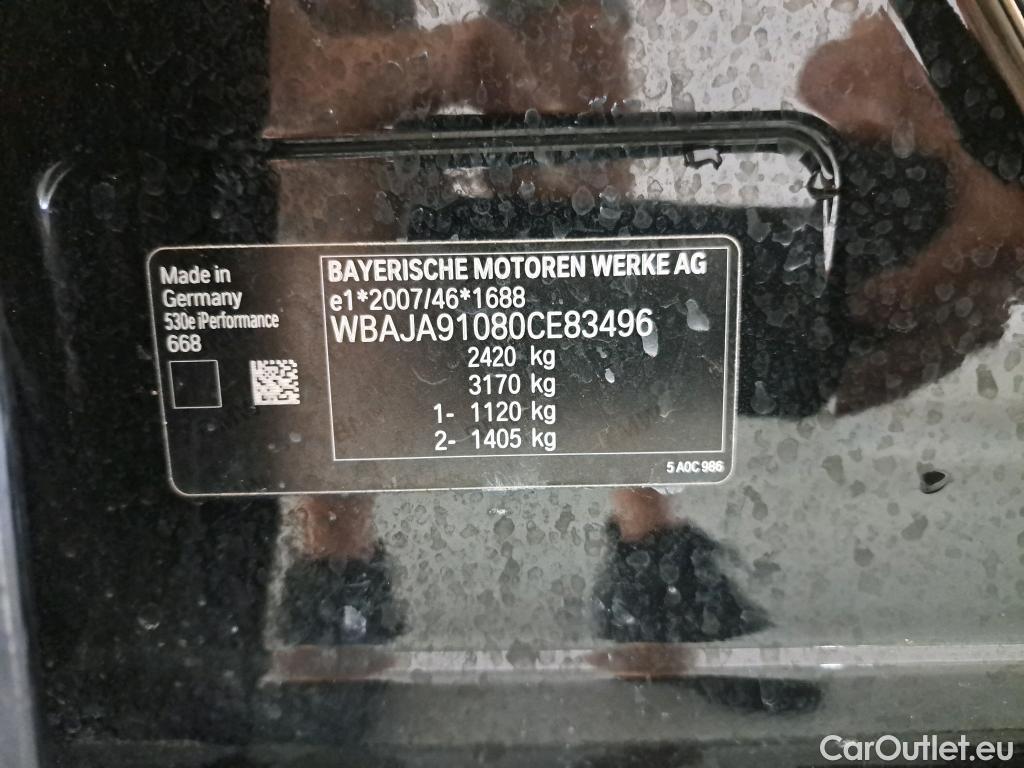 Made in
Germany
530e iPerformance
668
BAYERISCHE MOTOREN WERKE AG
e1*2007/46*1688
WBAJA91080CE83496
2420 kg
3170 kg
1- 1120 kg
2- 1405 kg
5 A0C 986
CarOutlet.eu